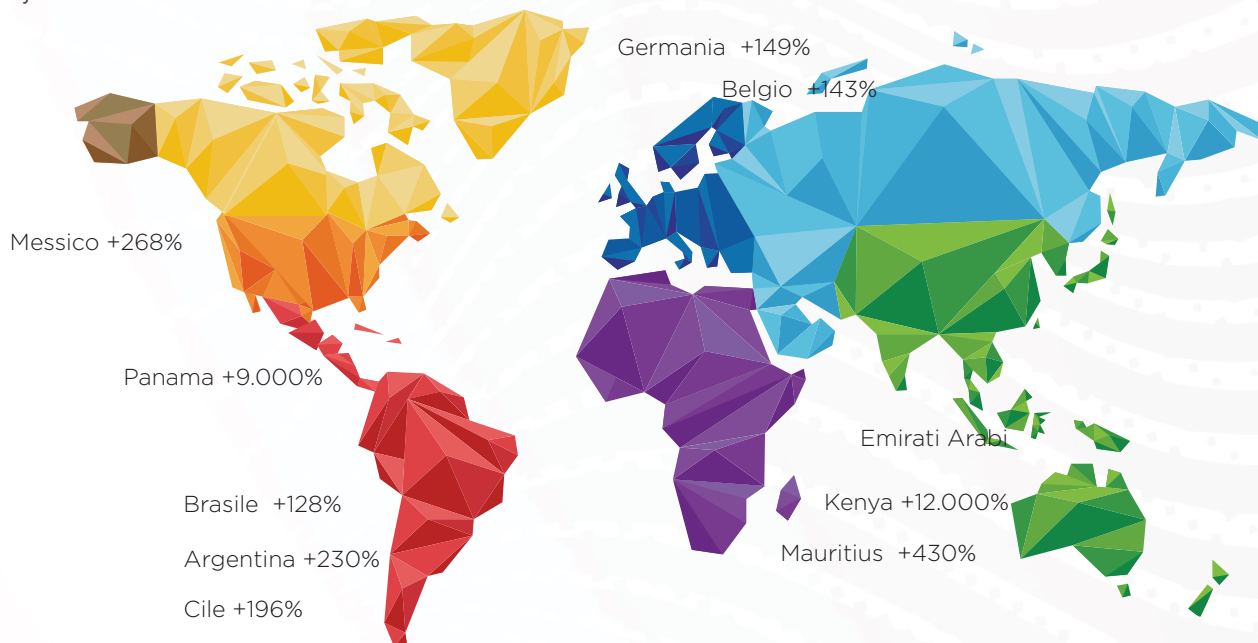 Germania +149%
Belgio +143%
Messico +268%
Panama +9.000%
Emirati Arabi
Brasile +128%
Kenya +12.000%
Argentina +230%
Mauritius +430%
Cile +196%